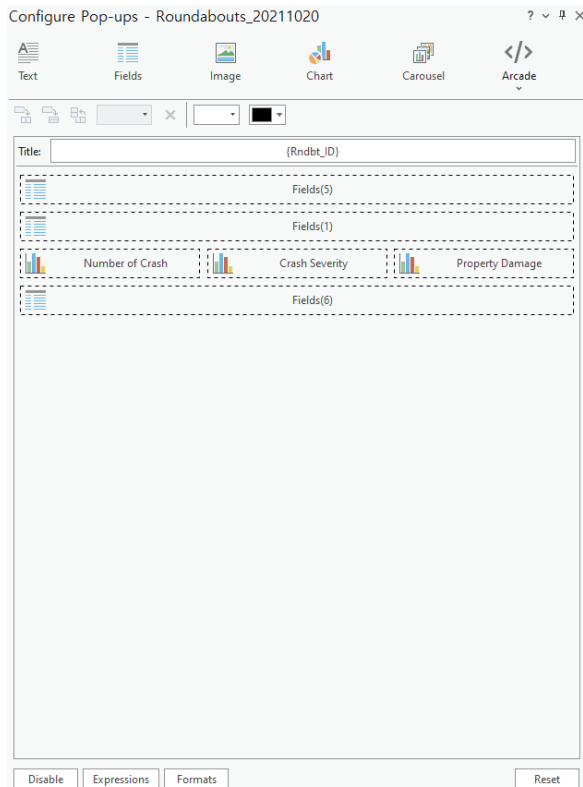 Configure Pop-ups - Roundabouts_20211020
Text Fields Image Chart Carousel Arcade
Title: {Rndbt_ID}
Fields(5)
Fields(1)
Number of Crash Crash Severity Property Damage
Fields(6)
Disable Expressions Formats Reset